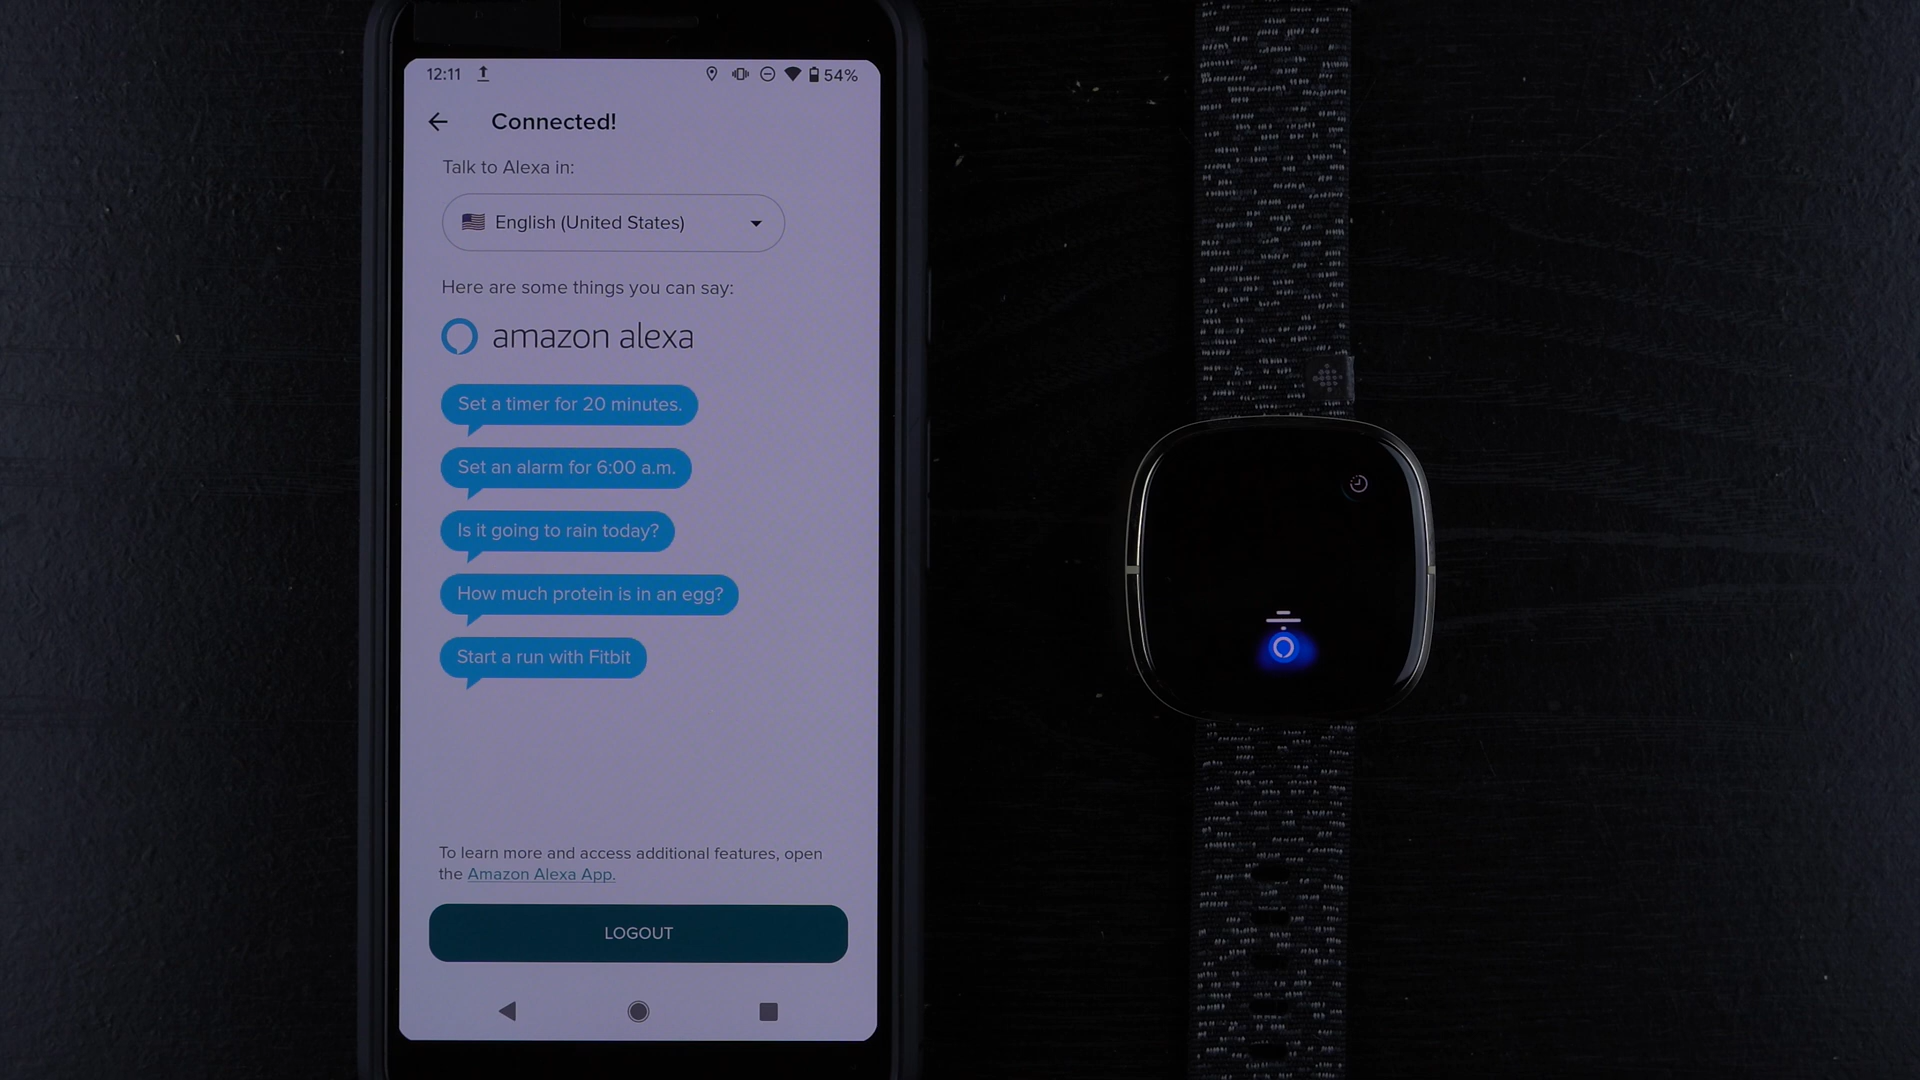 12:11
54%
Connected!
Talk to Alexa in:
English (United States)
Here are some things you can say:
amazon alexa
Set a timer for 20 minutes.
Set an alarm for 6:00 a.m.
Is it going to rain today?
How much protein is in an egg?
Start a run with Fitbit
To learn more and access additional features, open
the Amazon Alexa App.
LOGOUT